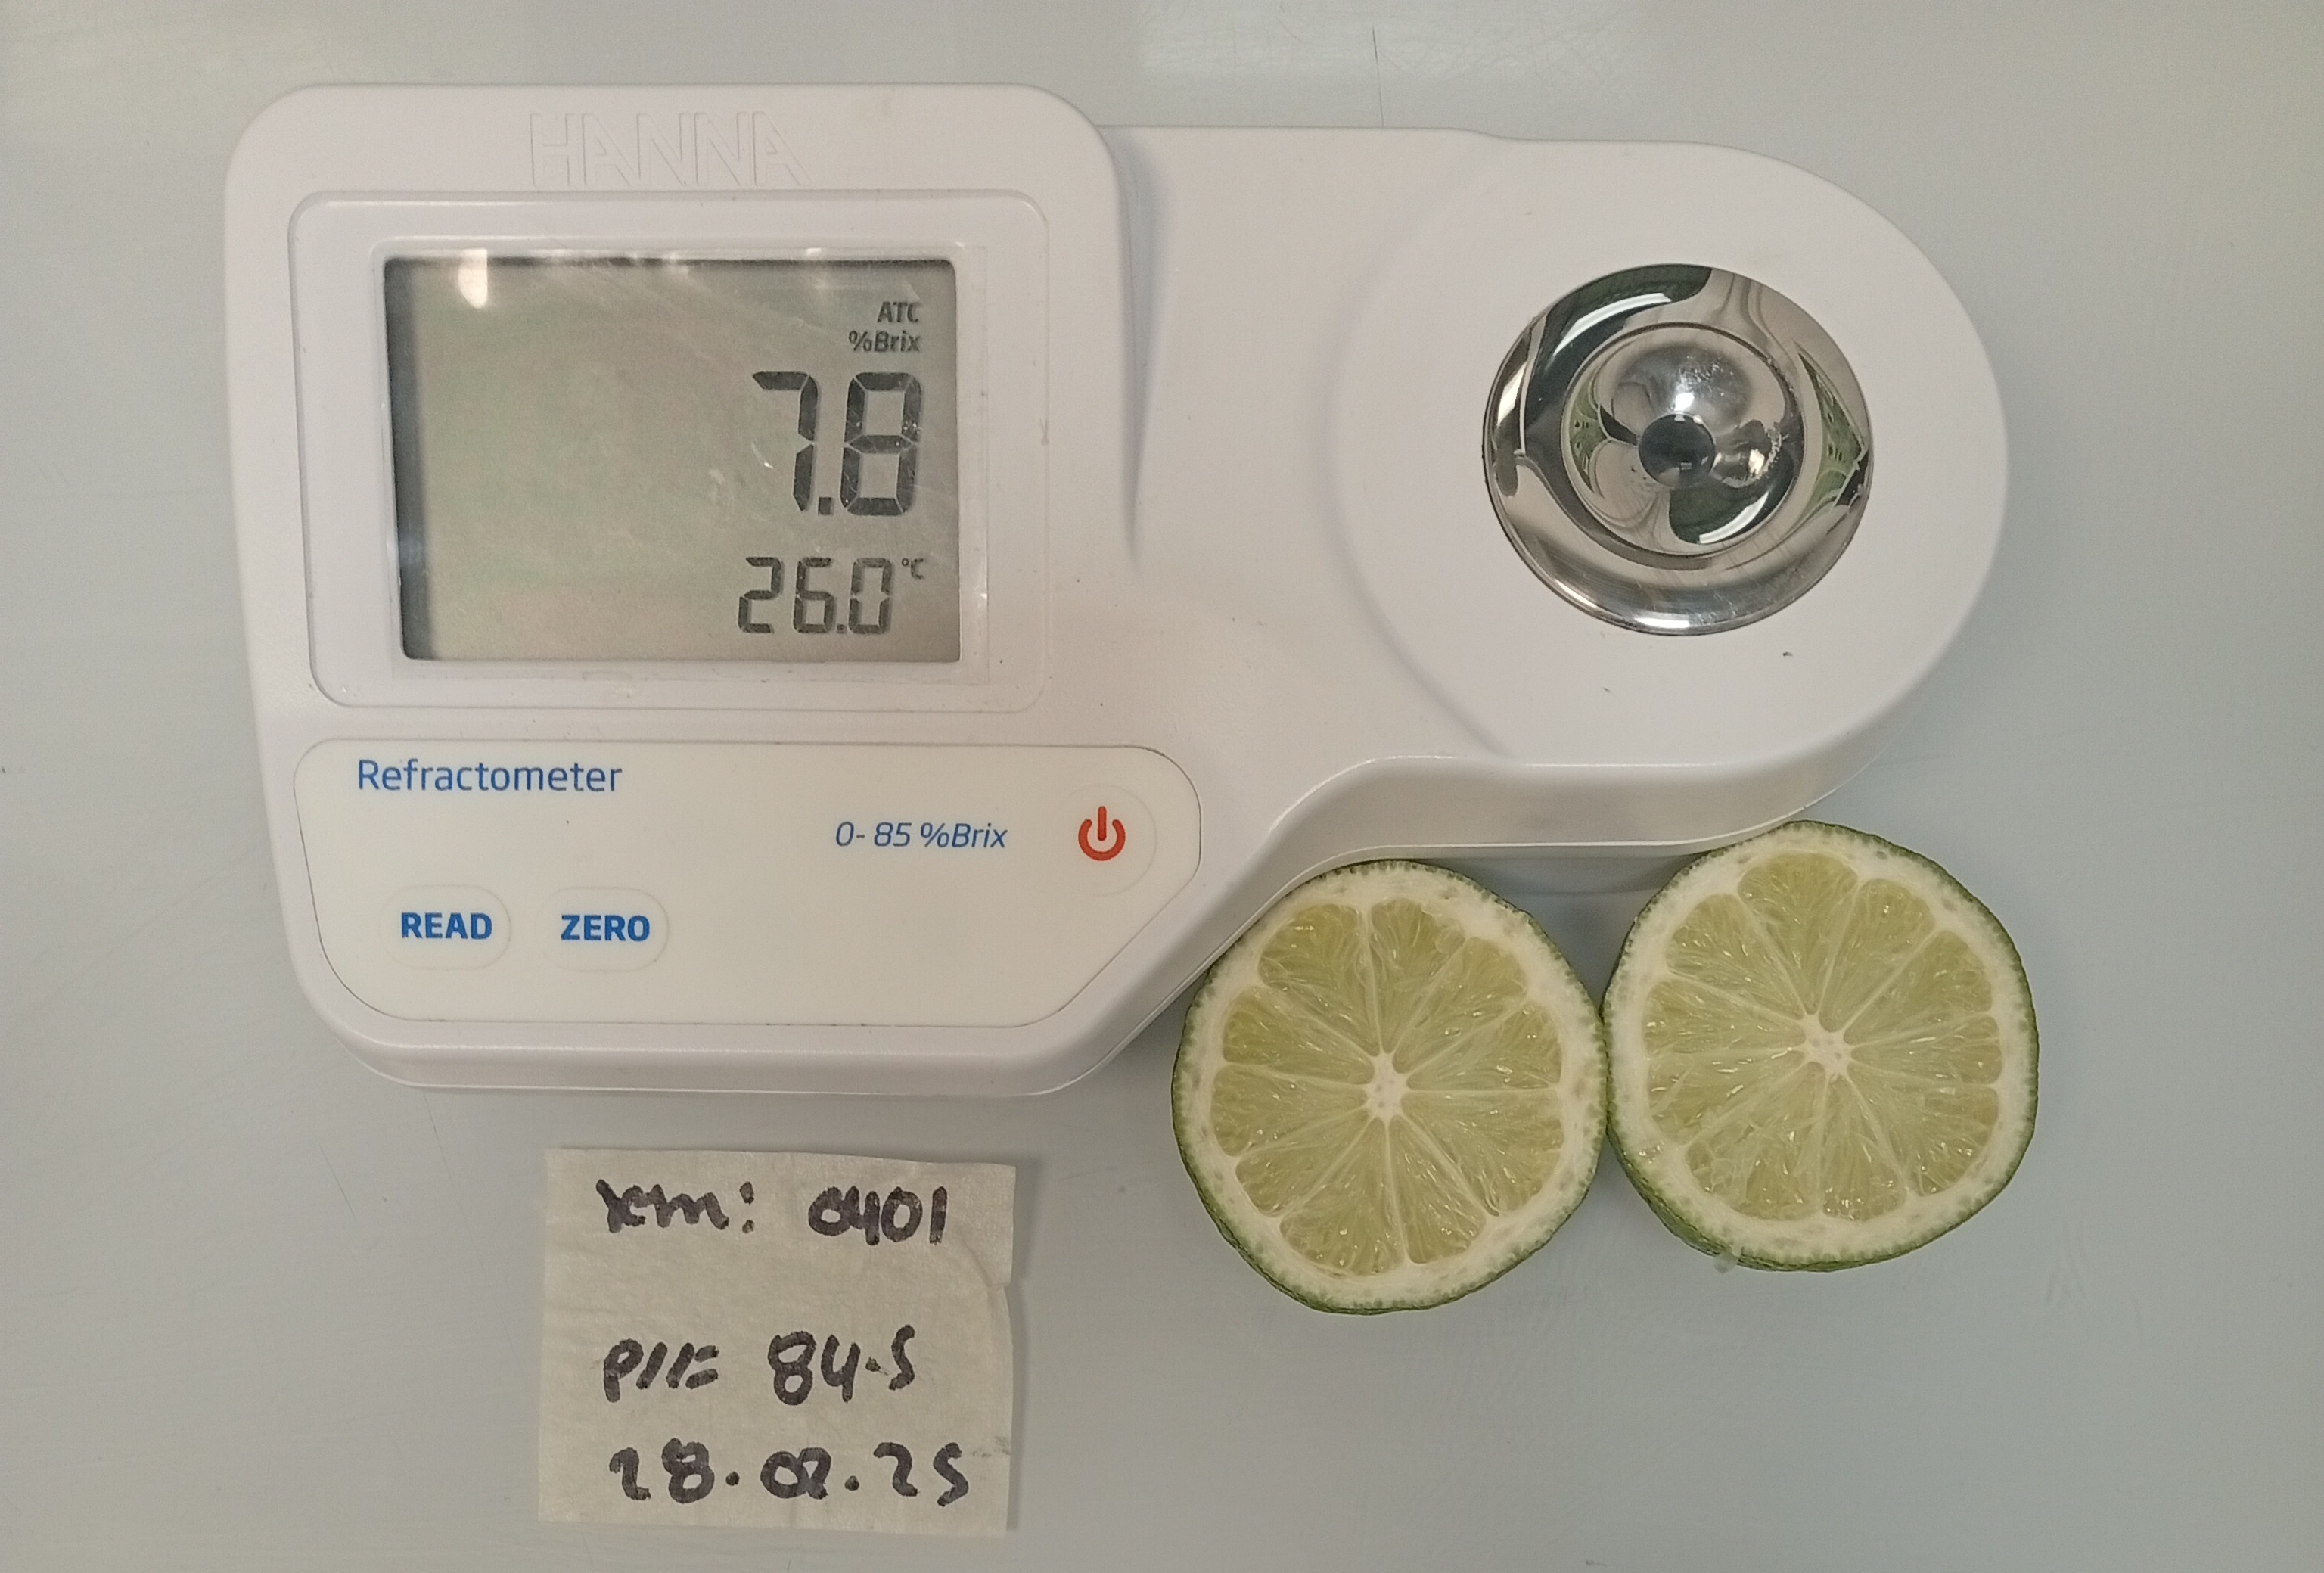 HANNA
ATC
%Brix
7.8
26.0°C
Refractometer
0-85 %Brix
READ
ZERO
0401
84.5
28.02.25